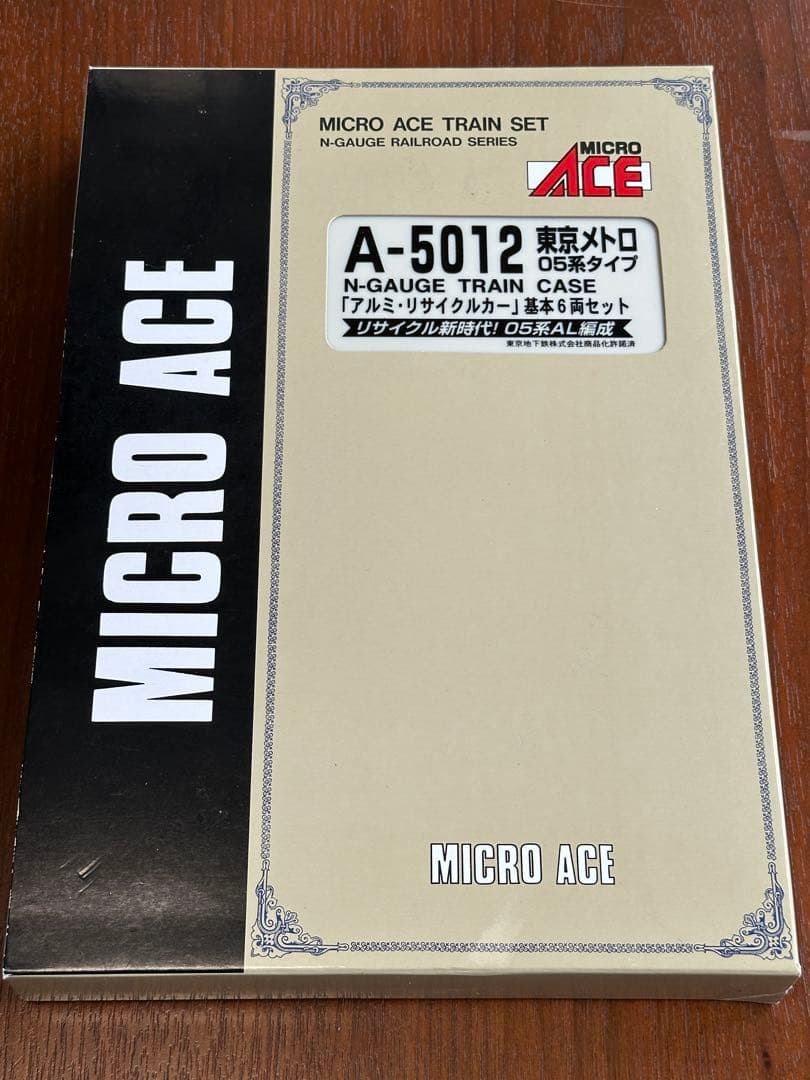 MICRO ACE
MICRO ACE TRAIN SET
N-GAUGE RAILROAD SERIES
MICRO
ACE
A-5012 東京メトロ
05系タイプ
N-GAUGE TRAIN CASE
「アルミ・リサイクルカー」基本6両セット
リサイクル新時代! 05系AL編成
東京地下鉄株式会社商品化許諾済
MICRO ACE